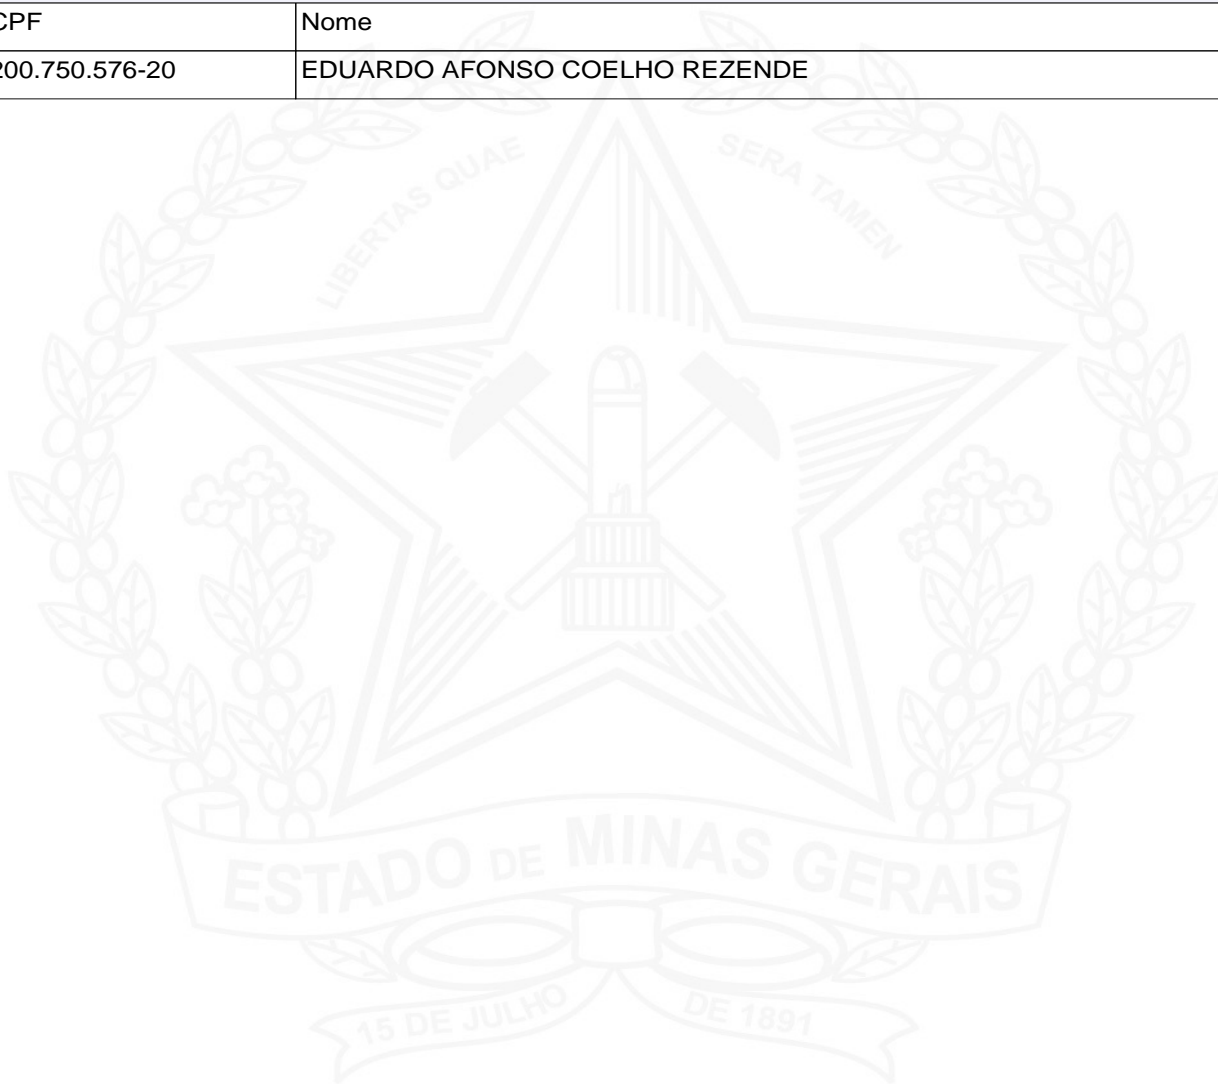 CPF Nome
200.750.576-20 EDUARDO AFONSO COELHO REZENDE
LIBERTAS QUAE SERA TAMEN
ESTADO DE MINAS GERAIS
15 DE JULHO DE 1891